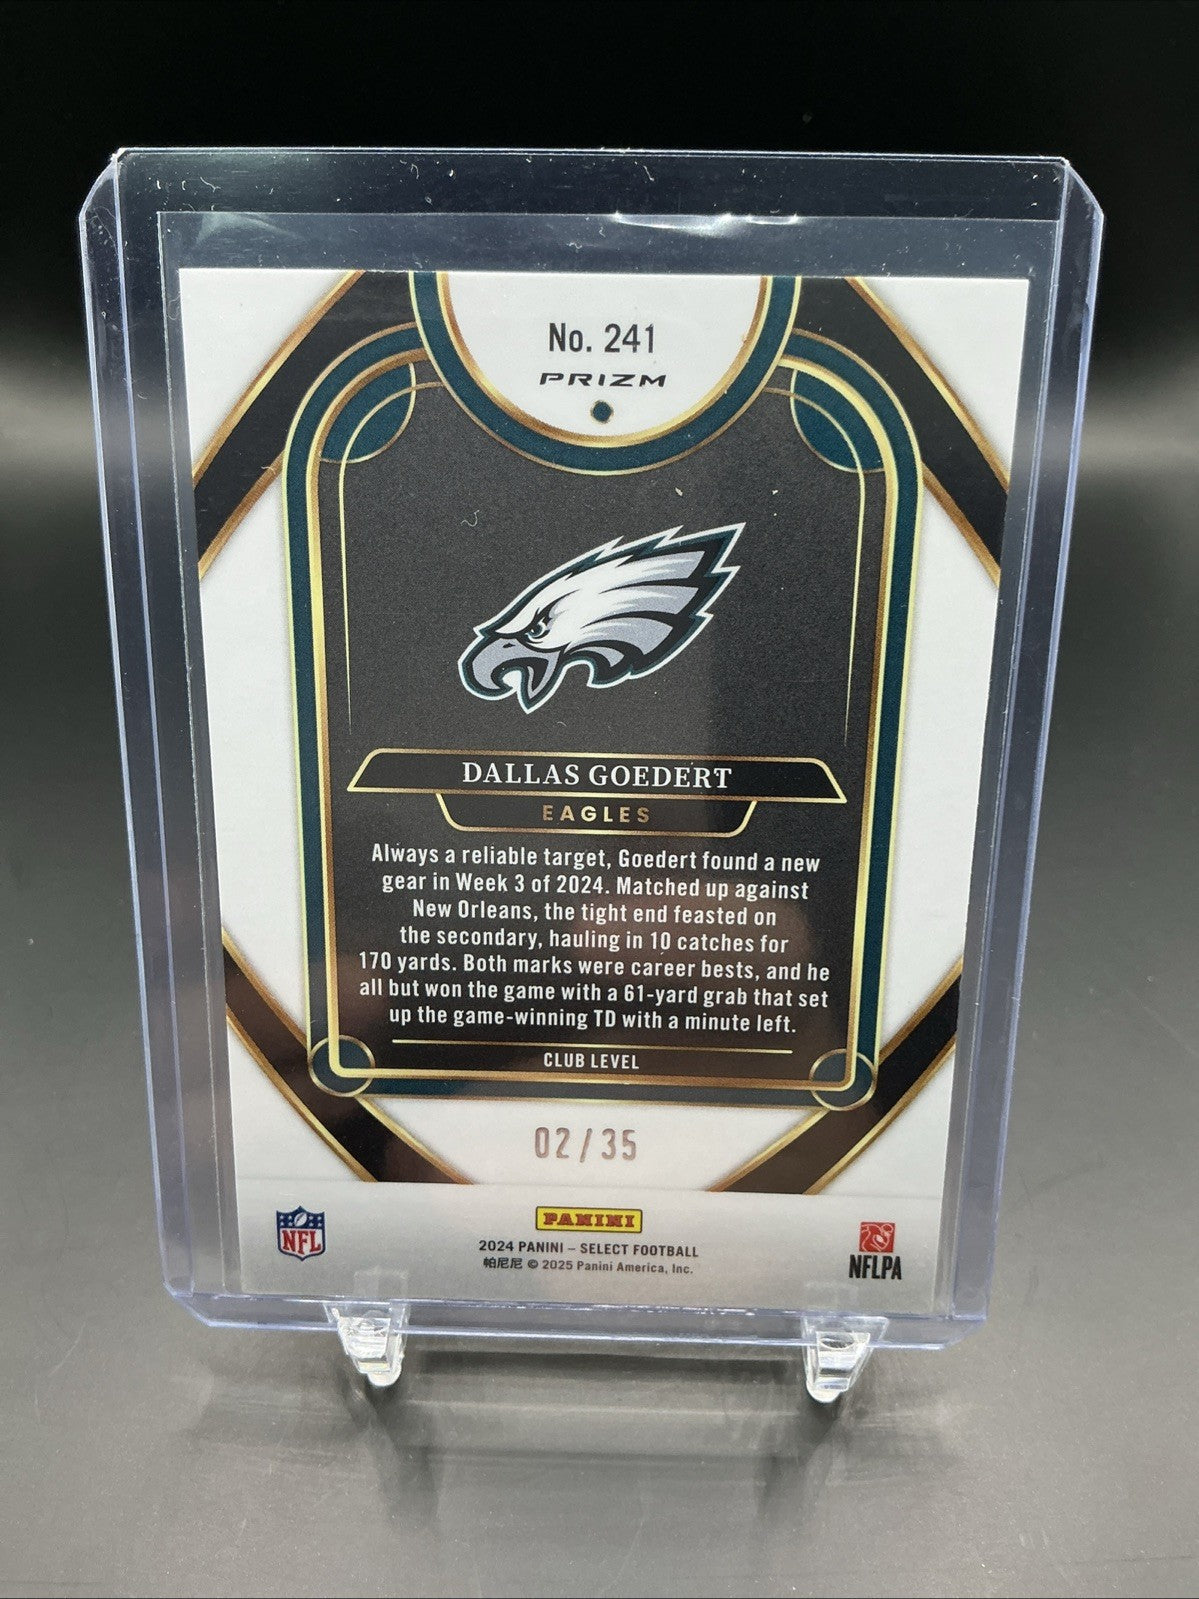 No. 241
PRIZM
DALLAS GOEDERT
EAGLES
Always a reliable target, Goedert found a new
gear in Week 3 of 2024. Matched up against
New Orleans, the tight end feasted on
the secondary, hauling in 10 catches for
170 yards. Both marks were career bests, and he
all but won the game with a 61-yard grab that set
up the game-winning TD with a minute left.
CLUB LEVEL
02/35
NFL
PANINI
2024 PANINI – SELECT FOOTBALL
帕尼尼 © 2025 Panini America, Inc.
NFLPA